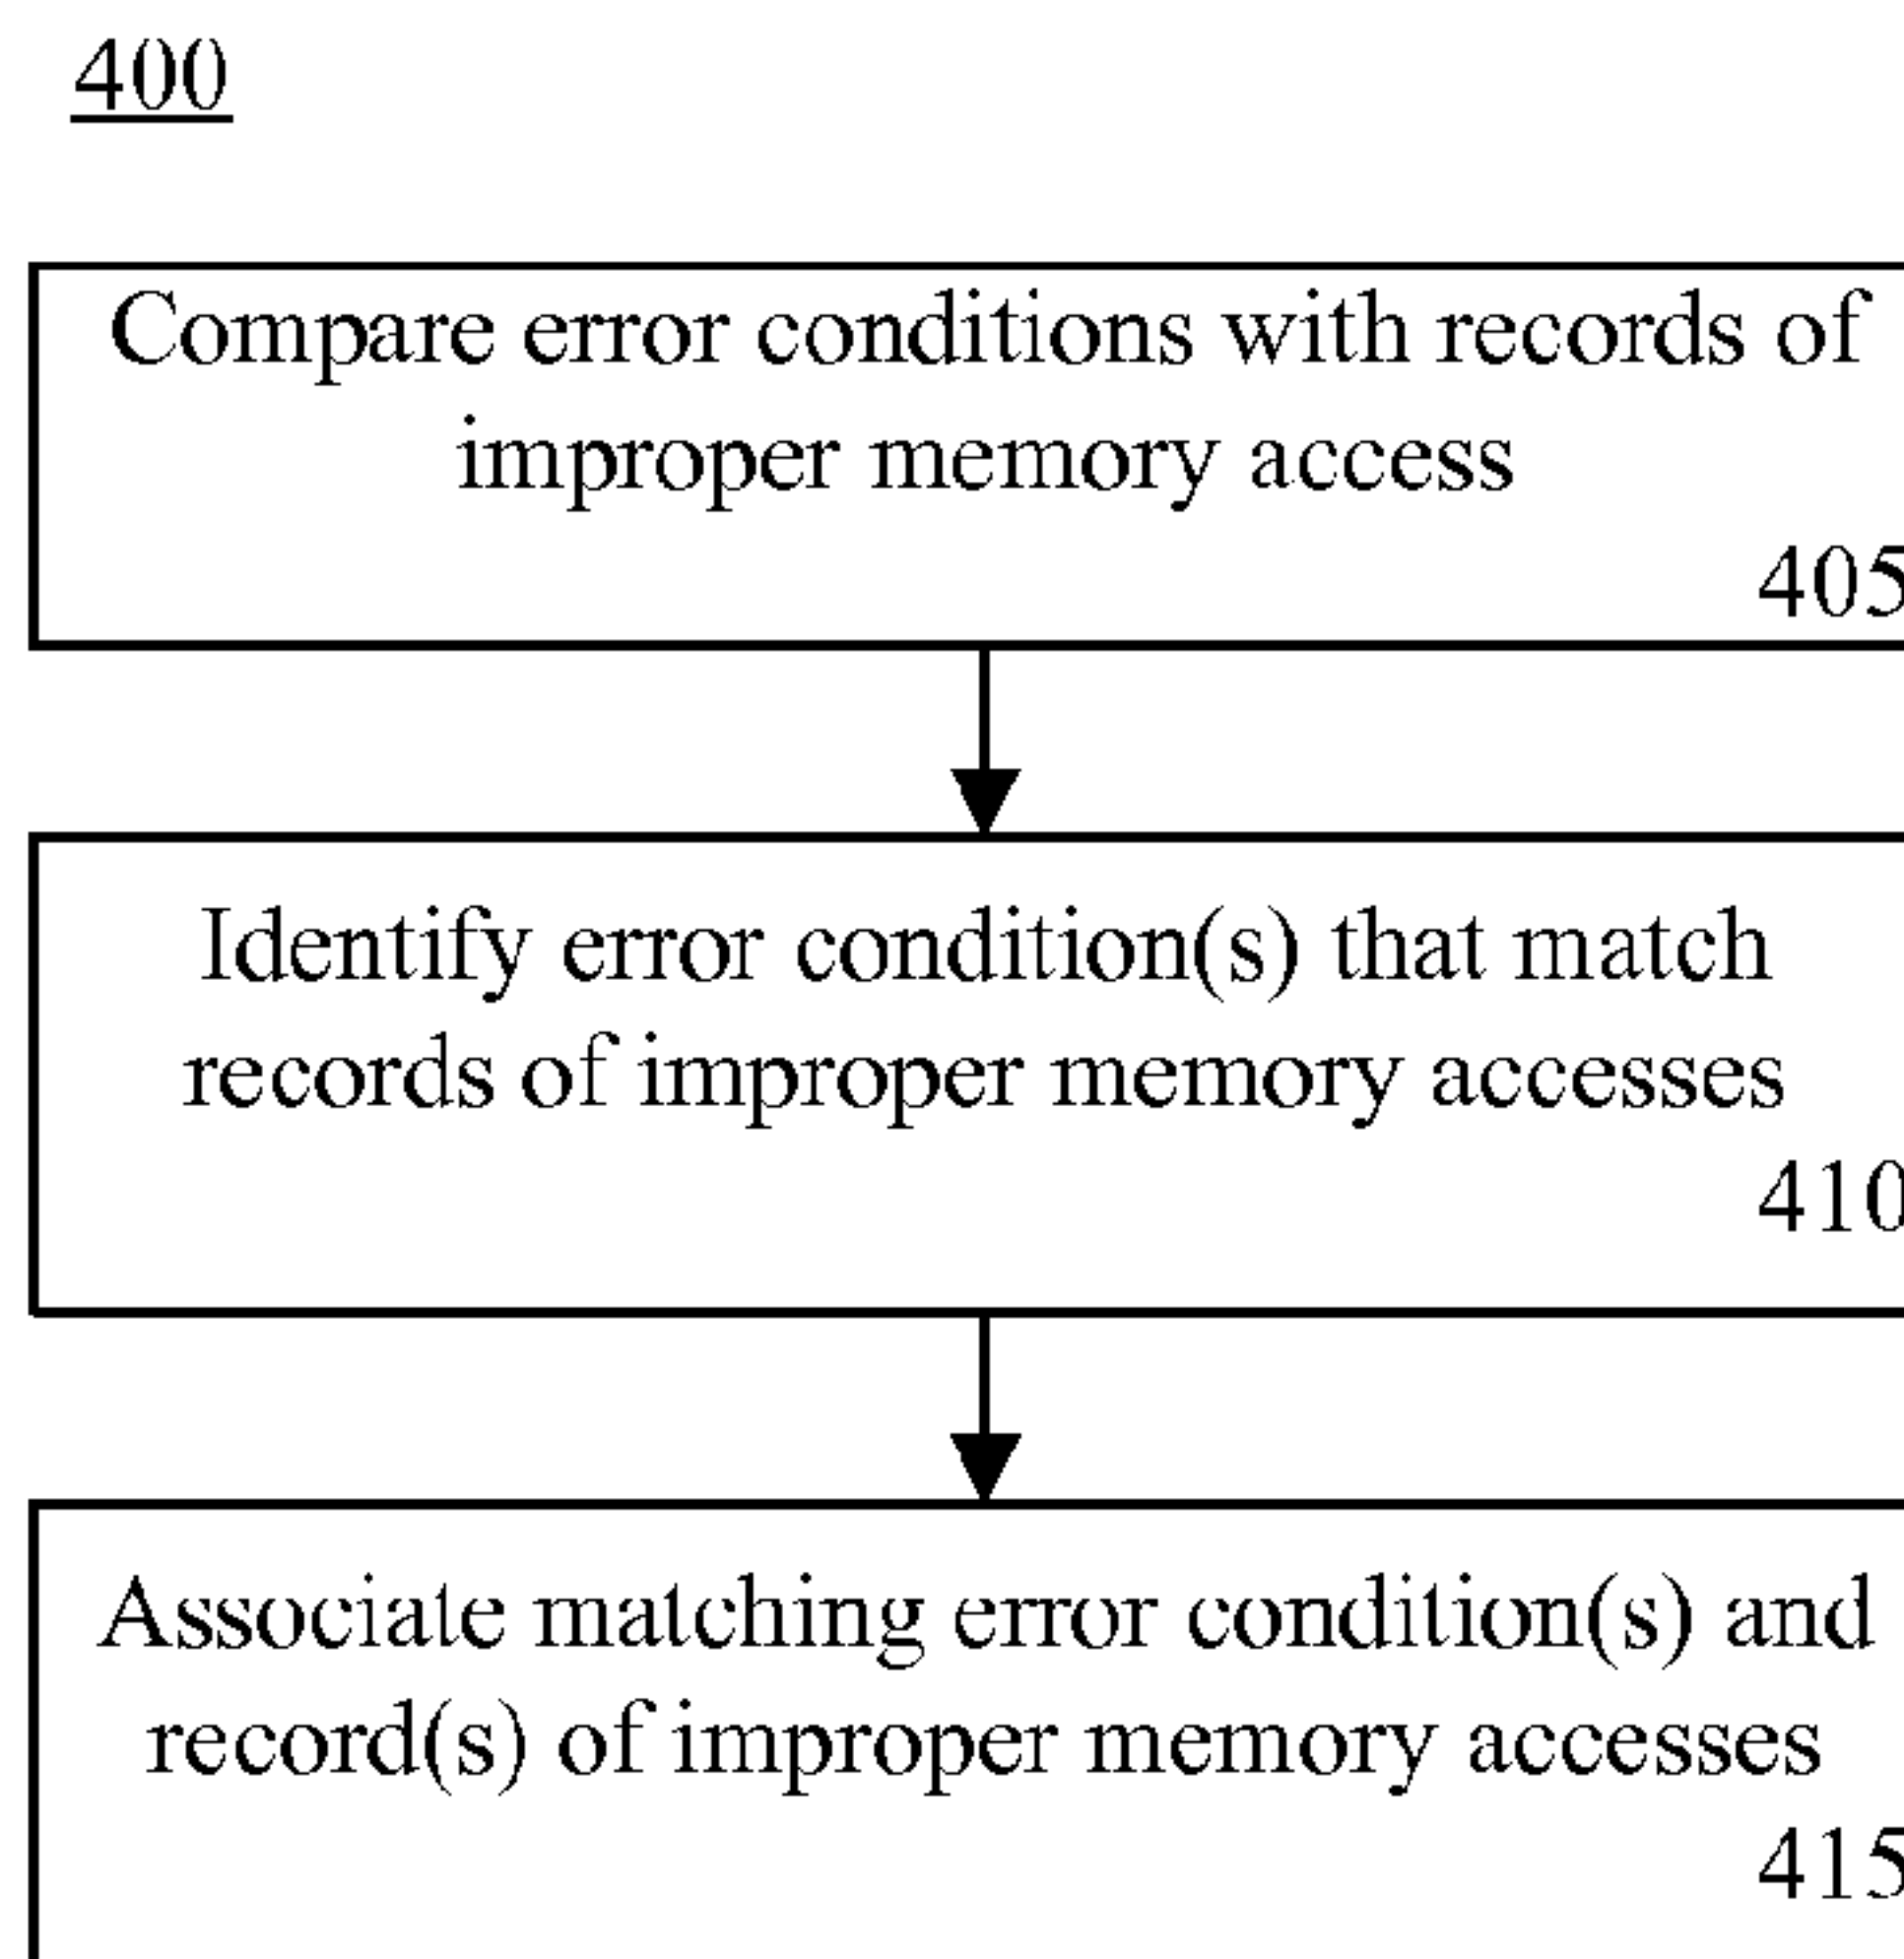 400
Compare error conditions with records of
improper memory access
405
Identify error condition(s) that match
records of improper memory accesses
410
Associate matching error condition(s) and
record(s) of improper memory accesses
415